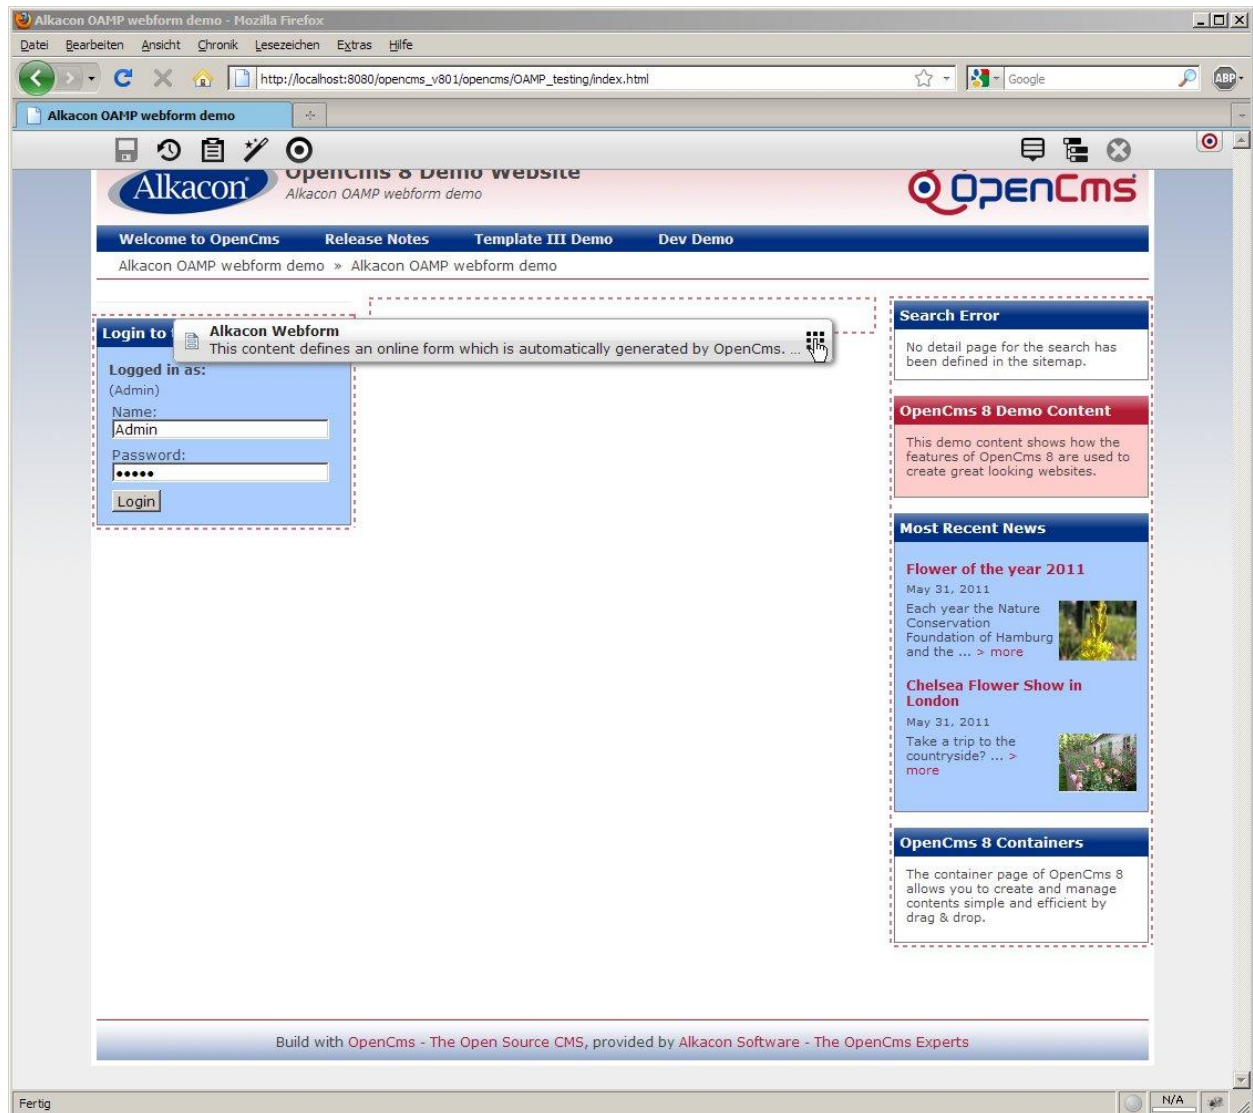 Alkacon OAMP webform demo - Mozilla Firefox
Datei Bearbeiten Ansicht Chronik Lesezeichen Extras Hilfe
http://localhost:8080/opencms_v801/opencms/OAMP_testing/index.html
Google
ABP
Alkacon OAMP webform demo
Alkacon
OpenCms 8 Demo Website
Alkacon OAMP webform demo
OpenCms
Welcome to OpenCms Release Notes Template III Demo Dev Demo
Alkacon OAMP webform demo » Alkacon OAMP webform demo
Login to
Alkacon Webform
This content defines an online form which is automatically generated by OpenCms. ...
Logged in as:
(Admin)
Name:
Admin
Password:
•••••
Login
Search Error
No detail page for the search has
been defined in the sitemap.
OpenCms 8 Demo Content
This demo content shows how the
features of OpenCms 8 are used to
create great looking websites.
Most Recent News
Flower of the year 2011
May 31, 2011
Each year the Nature
Conservation
Foundation of Hamburg
and the ... > more
Chelsea Flower Show in
London
May 31, 2011
Take a trip to the
countryside? ... >
more
OpenCms 8 Containers
The container page of OpenCms 8
allows you to create and manage
contents simple and efficient by
drag & drop.
Build with OpenCms - The Open Source CMS, provided by Alkacon Software - The OpenCms Experts
Fertig
N/A